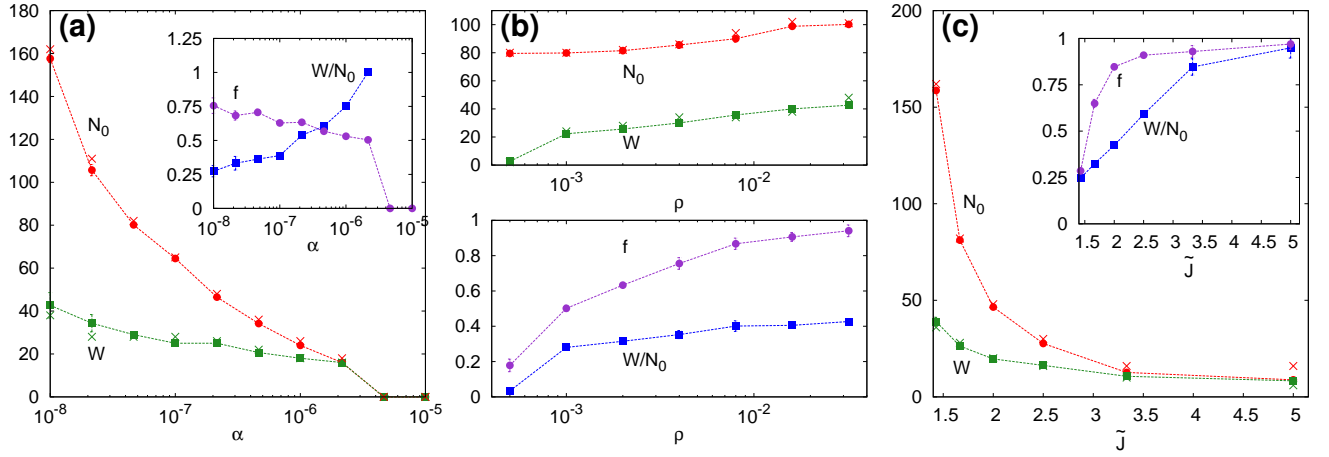 (a)
180
160
140
120
100
80
60
40
20
0
N₀
W
10⁻⁸ 10⁻⁷ 10⁻⁶ 10⁻⁵
α
1.25
1
0.75
0.5
0.25
0
f
W/N₀
10⁻⁸ 10⁻⁷ 10⁻⁶ 10⁻⁵
α
(b)
100
80
60
40
20
0
N₀
W
10⁻³ 10⁻²
ρ
1
0.8
0.6
0.4
0.2
0
f
W/N₀
10⁻³ 10⁻²
ρ
(c)
200
150
100
50
0
N₀
W
1.5 2 2.5 3 3.5 4 4.5 5
J̃
1
0.75
0.5
0.25
0
f
W/N₀
1.5 2 2.5 3 3.5 4 4.5 5
J̃